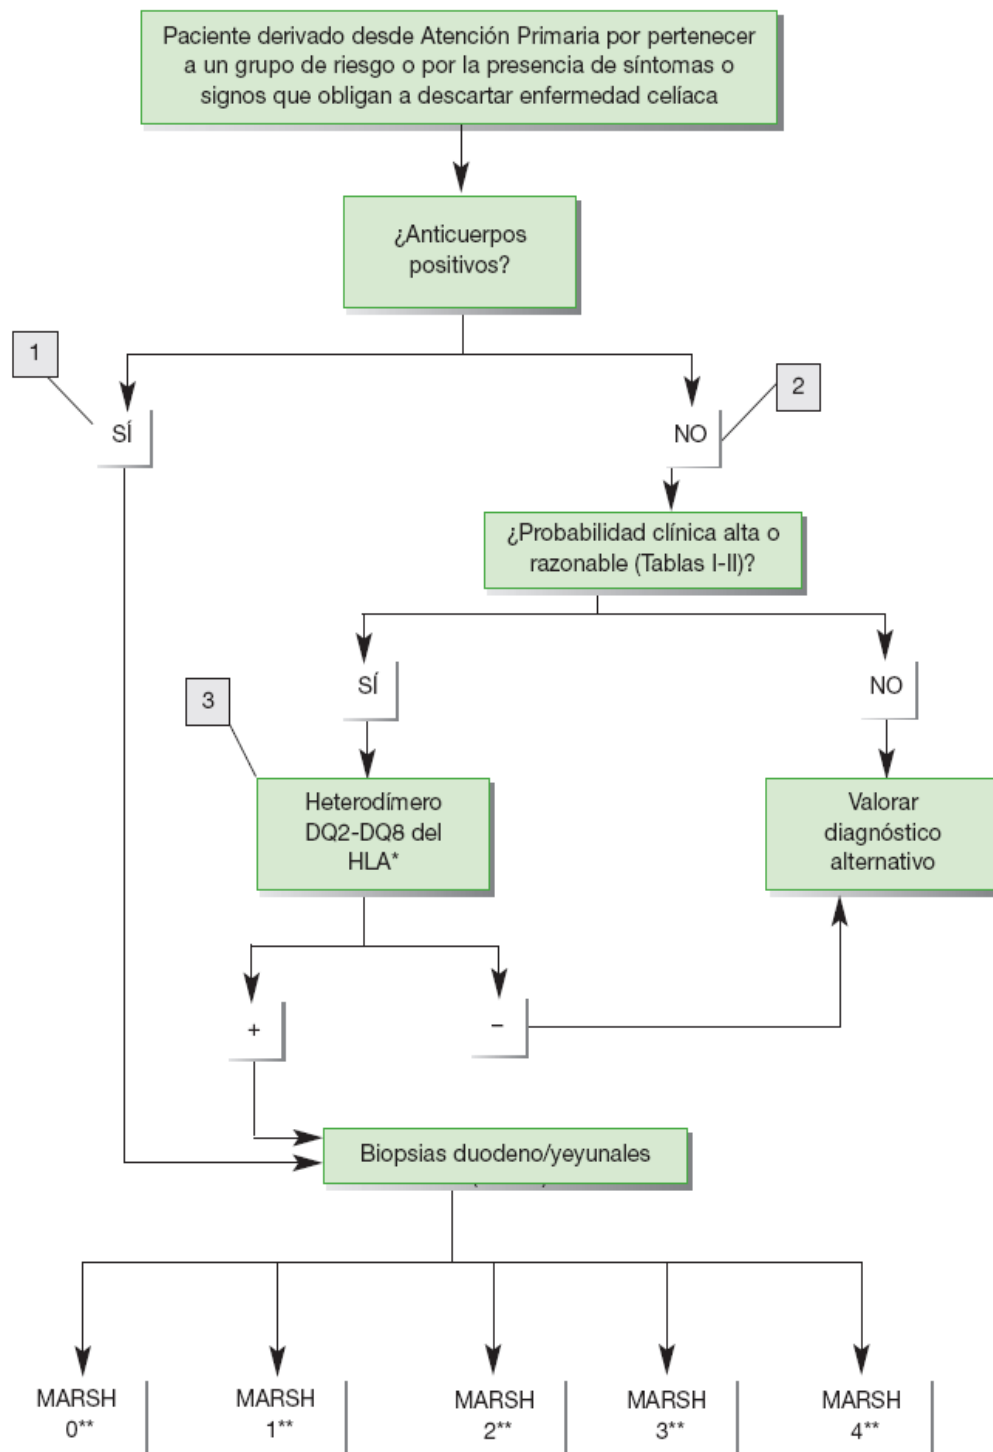 Paciente derivado desde Atención Primaria por pertenecer
a un grupo de riesgo o por la presencia de síntomas o
signos que obligan a descartar enfermedad celíaca
¿Anticuerpos
positivos?
1
SÍ
2
NO
¿Probabilidad clínica alta o
razonable (Tablas I-II)?
SÍ
NO
3
Heterodímero
DQ2-DQ8 del
HLA*
Valorar
diagnóstico
alternativo
+
–
Biopsias duodeno/yeyunales
MARSH
0**
MARSH
1**
MARSH
2**
MARSH
3**
MARSH
4**